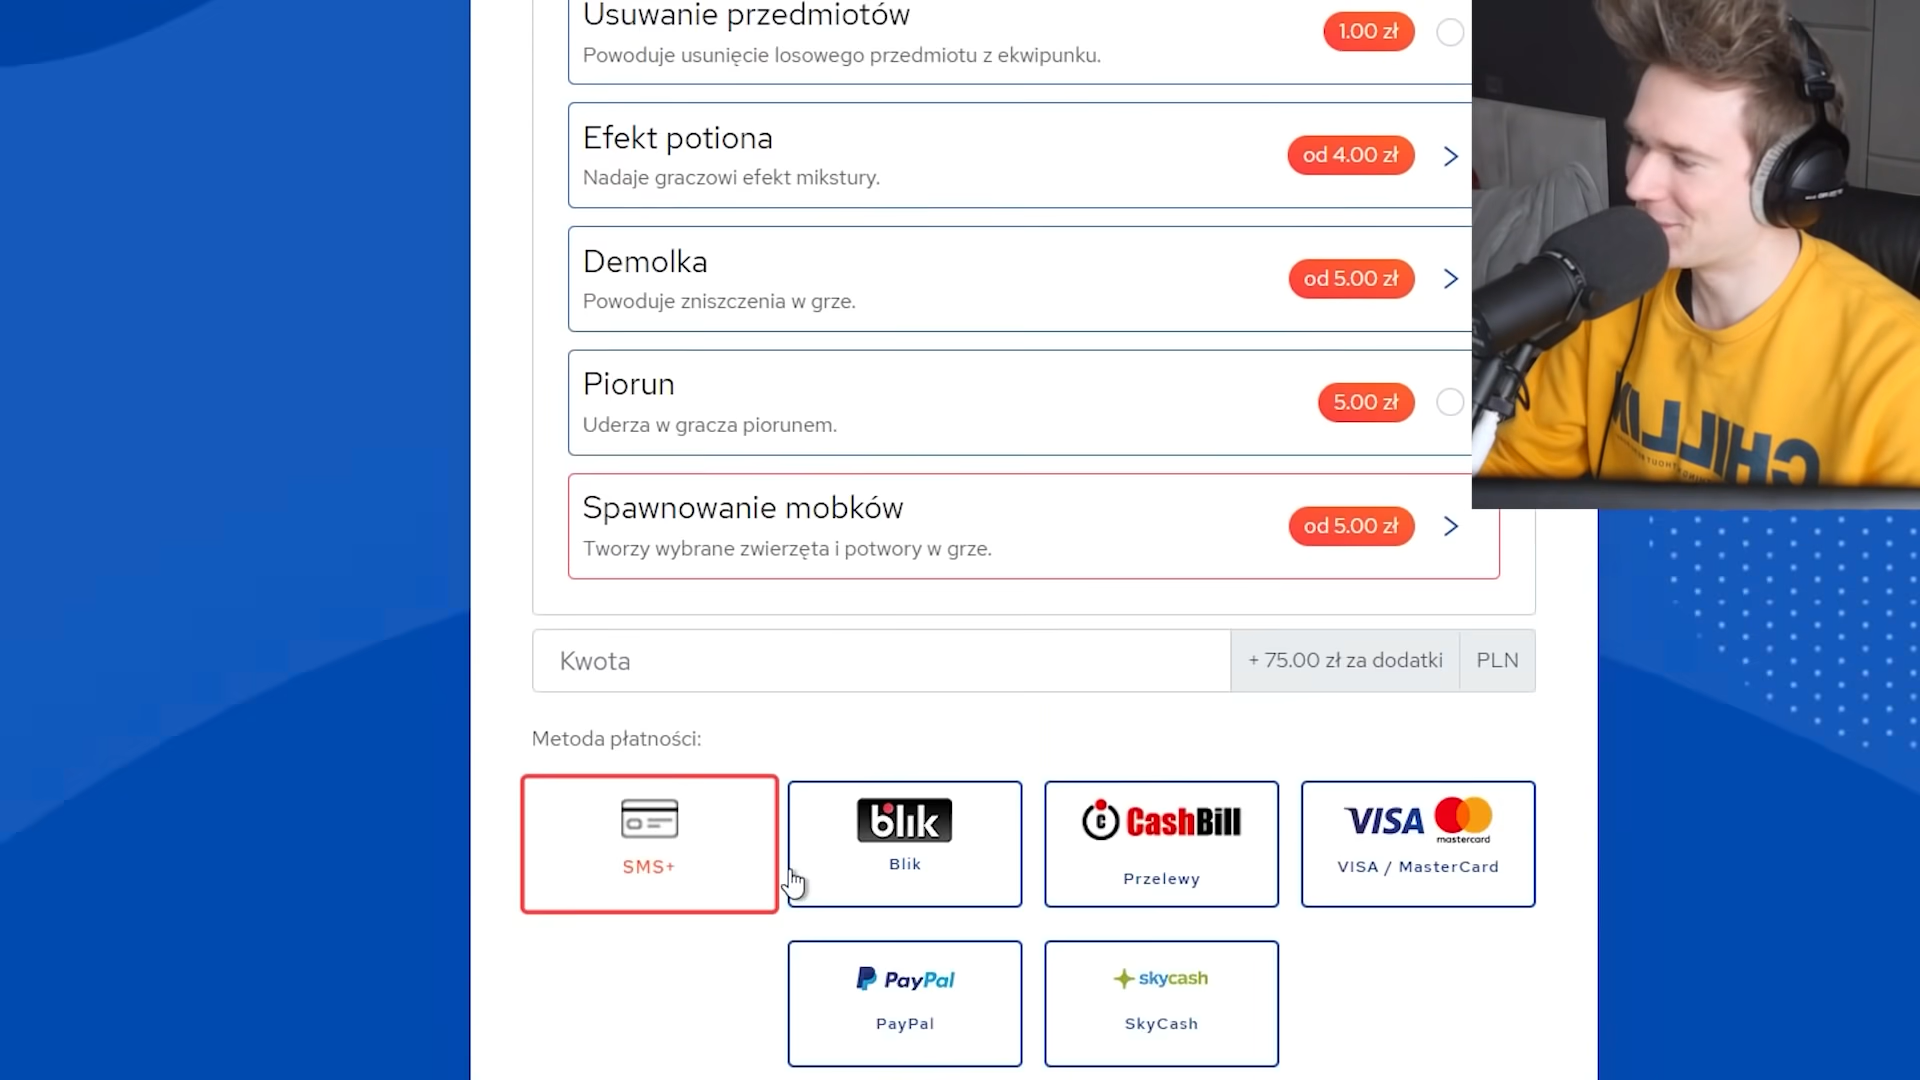 Usuwanie przedmiotów
1.00 zł
Powoduje usunięcie losowego przedmiotu z ekwipunku.
Efekt potiona
od 4.00 zł
Nadaje graczowi efekt mikstury.
Demolka
od 5.00 zł
Powoduje zniszczenia w grze.
Piorun
5.00 zł
Uderza w gracza piorunem.
Spawnowanie mobków
od 5.00 zł
Tworzy wybrane zwierzęta i potwory w grze.
Kwota
+ 75.00 zł za dodatki
PLN
Metoda płatności:
SMS+
blik
Blik
CashBill
Przelewy
VISA
mastercard
VISA / MasterCard
PayPal
PayPal
skycash
SkyCash